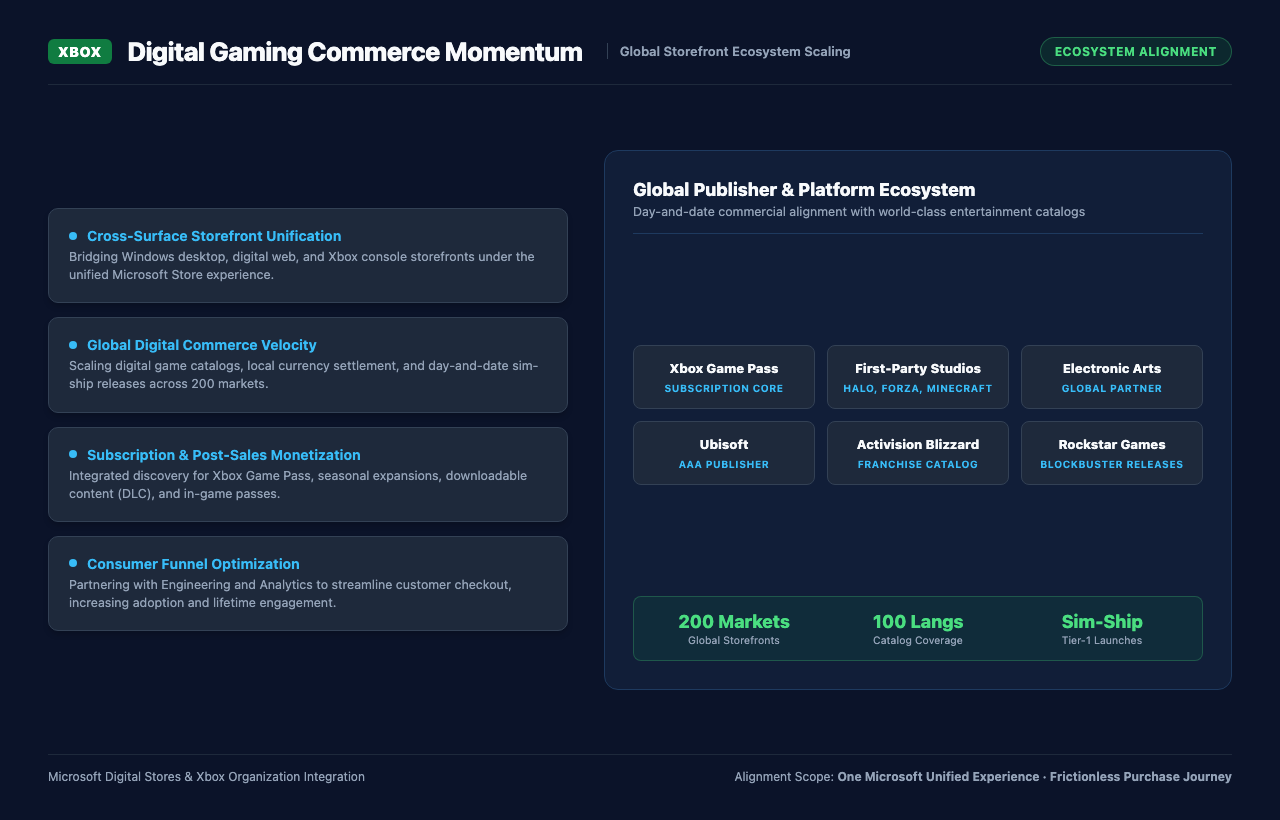 XBOX
Digital Gaming Commerce Momentum
Global Storefront Ecosystem Scaling
ECOSYSTEM ALIGNMENT
Cross-Surface Storefront Unification
Bridging Windows desktop, digital web, and Xbox console storefronts under the
unified Microsoft Store experience.
Global Digital Commerce Velocity
Scaling digital game catalogs, local currency settlement, and day-and-date sim-
ship releases across 200 markets.
Subscription & Post-Sales Monetization
Integrated discovery for Xbox Game Pass, seasonal expansions, downloadable
content (DLC), and in-game passes.
Consumer Funnel Optimization
Partnering with Engineering and Analytics to streamline customer checkout,
increasing adoption and lifetime engagement.
Global Publisher & Platform Ecosystem
Day-and-date commercial alignment with world-class entertainment catalogs
Xbox Game Pass
SUBSCRIPTION CORE
First-Party Studios
HALO, FORZA, MINECRAFT
Electronic Arts
GLOBAL PARTNER
Ubisoft
AAA PUBLISHER
Activision Blizzard
FRANCHISE CATALOG
Rockstar Games
BLOCKBUSTER RELEASES
200 Markets
Global Storefronts
100 Langs
Catalog Coverage
Sim-Ship
Tier-1 Launches
Microsoft Digital Stores & Xbox Organization Integration
Alignment Scope: One Microsoft Unified Experience · Frictionless Purchase Journey